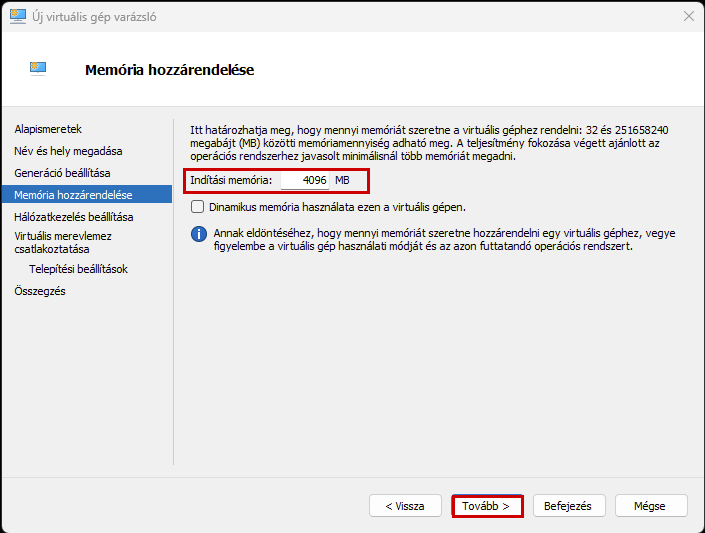 Új virtuális gép varázsló
Memória hozzárendelése
Alapismeretek
Név és hely megadása
Generáció beállítása
Memória hozzárendelése
Hálózatkezelés beállítása
Virtuális merevlemez
csatlakoztatása
Telepítési beállítások
Összegzés
Itt határozhatja meg, hogy mennyi memóriát szeretne a virtuális géphez rendelni: 32 és 251658240
megabájt (MB) közötti memóriamennyiség adható meg. A teljesítmény fokozása végett ajánlott az
operációs rendszerhez javasolt minimálisnál több memóriát megadni.
Indítási memória: 4096 MB
Dinamikus memória használata ezen a virtuális gépen.
Annak eldöntéséhez, hogy mennyi memóriát szeretne hozzárendelni egy virtuális géphez, vegye
figyelembe a virtuális gép használati módját és az azon futtatandó operációs rendszert.
< Vissza
Tovább >
Befejezés
Mégse